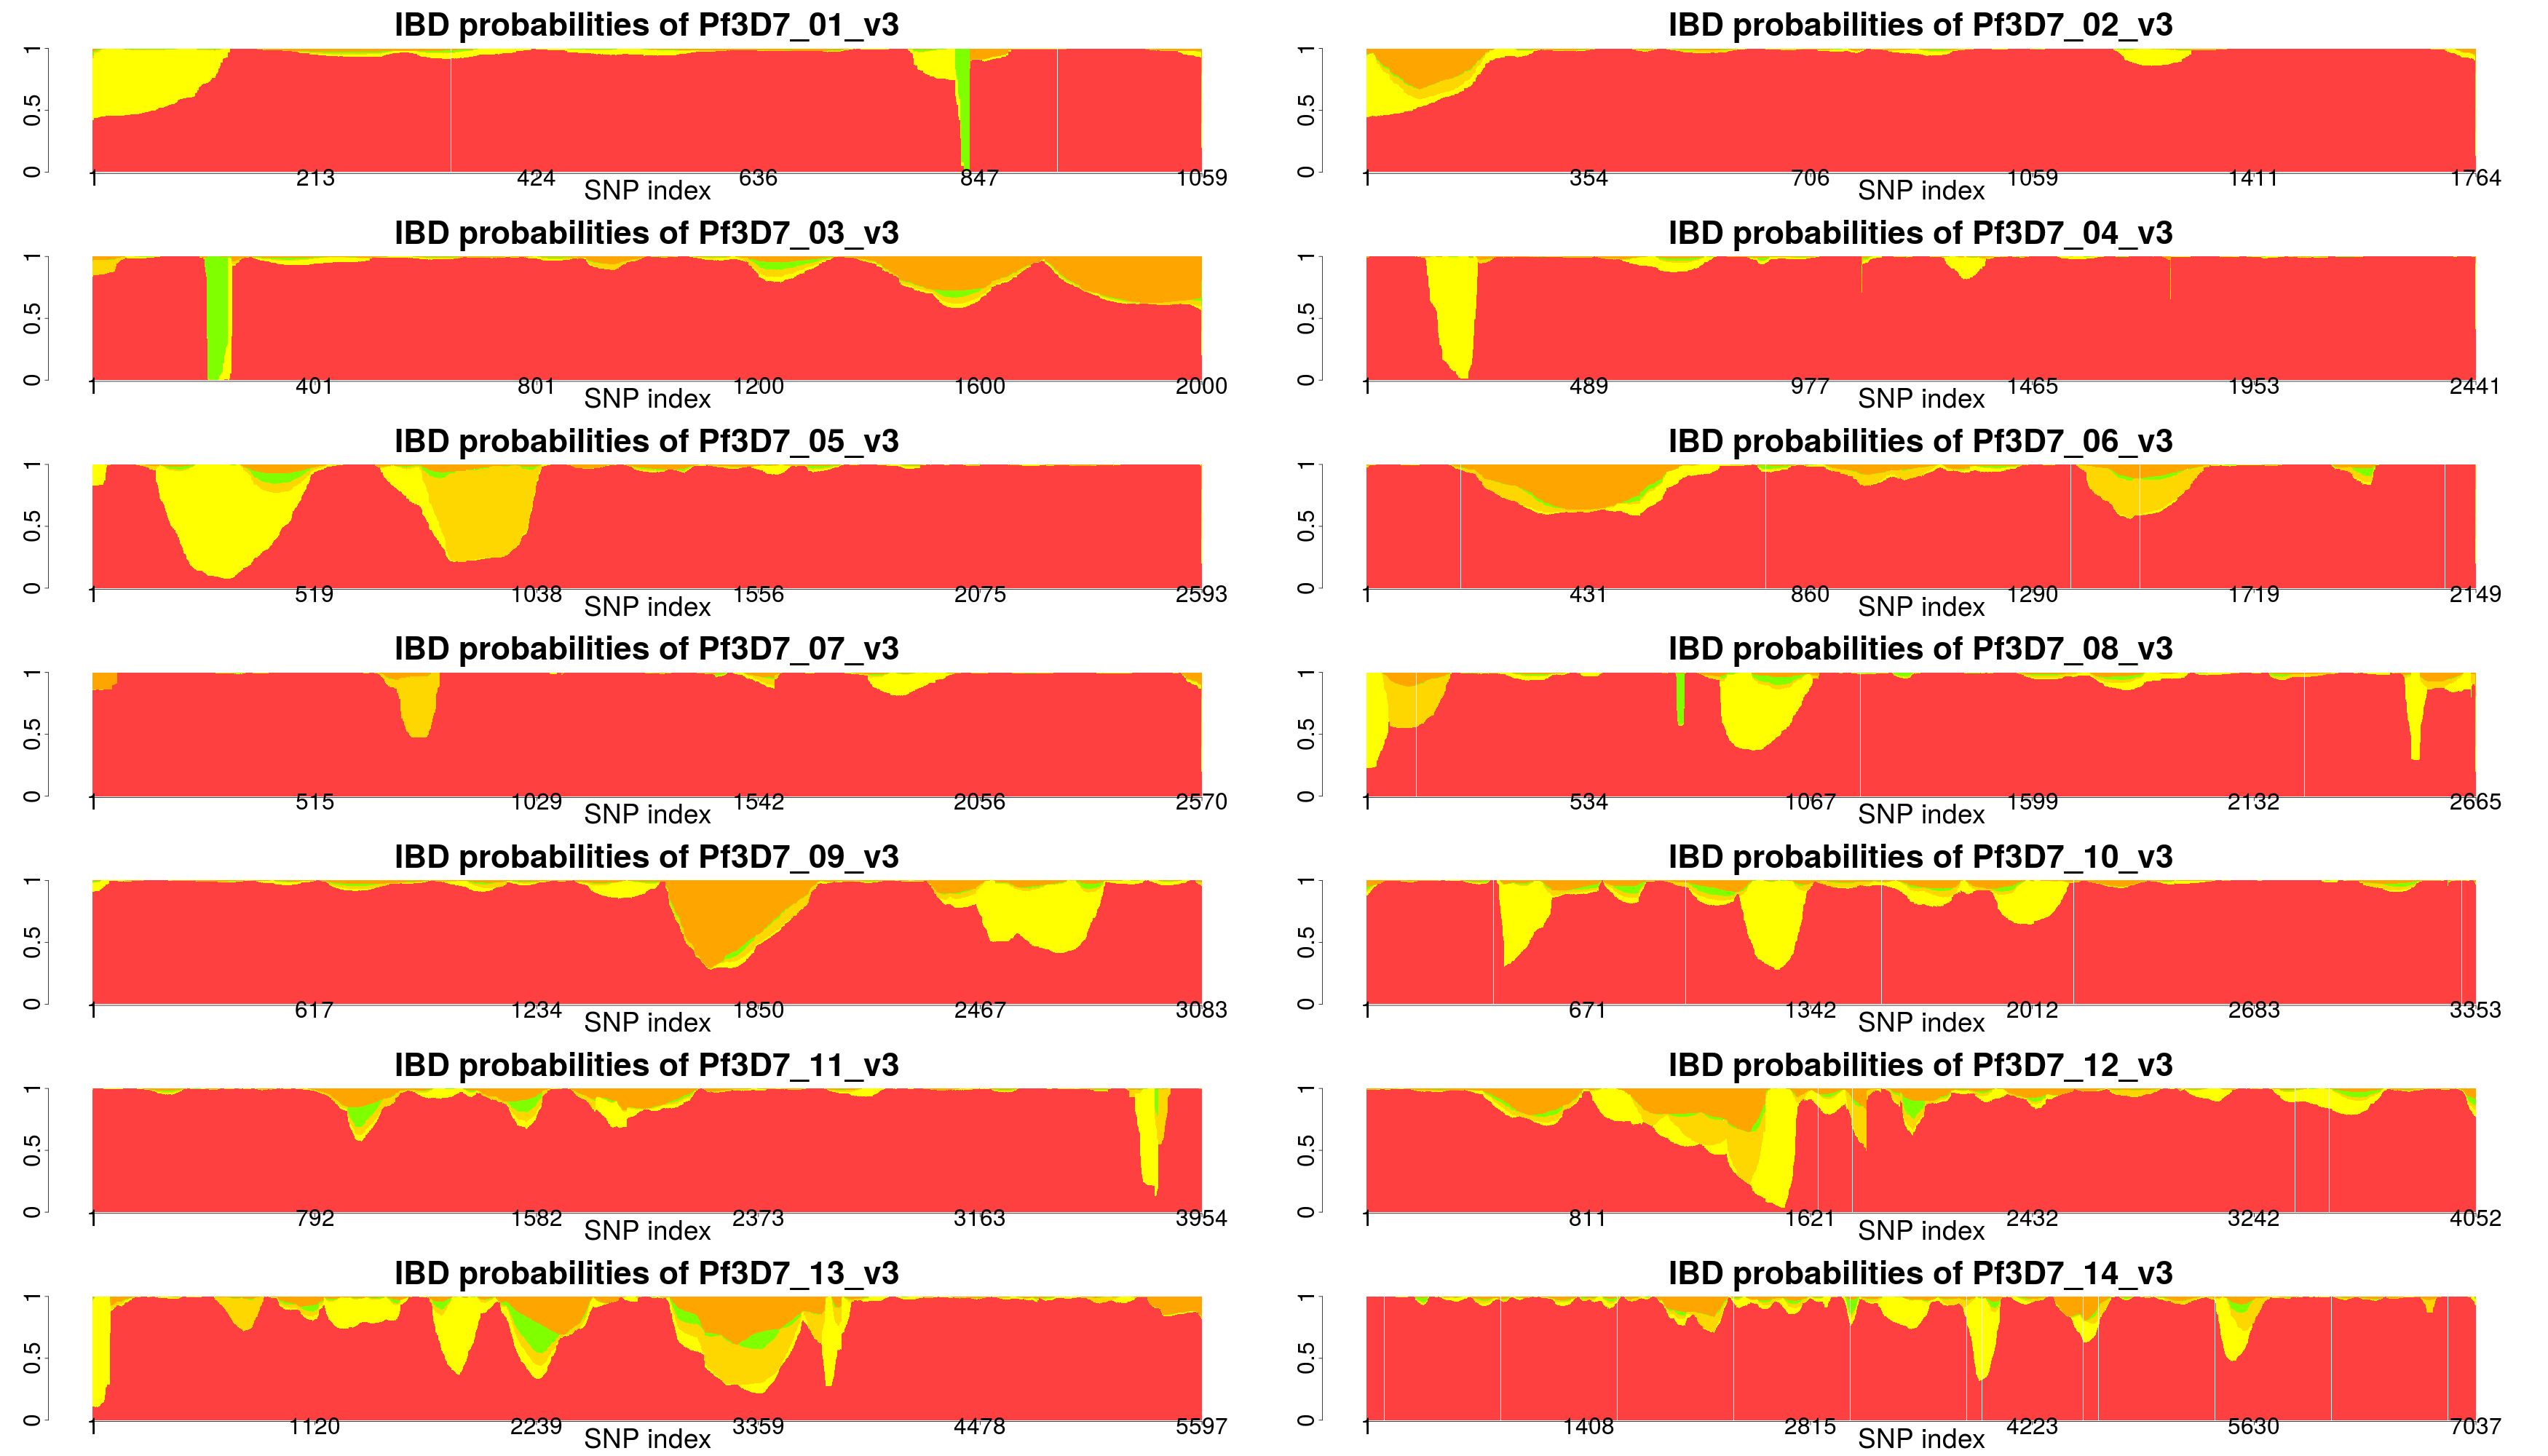 IBD probabilities of Pf3D7_01_v3
0 0.5 1
1 213 424 636 847 1059
SNP index
IBD probabilities of Pf3D7_02_v3
0 0.5 1
1 354 706 1059 1411 1764
SNP index
IBD probabilities of Pf3D7_03_v3
0 0.5 1
1 401 801 1200 1600 2000
SNP index
IBD probabilities of Pf3D7_04_v3
0 0.5 1
1 489 977 1465 1953 2441
SNP index
IBD probabilities of Pf3D7_05_v3
0 0.5 1
1 519 1038 1556 2075 2593
SNP index
IBD probabilities of Pf3D7_06_v3
0 0.5 1
1 431 860 1290 1719 2149
SNP index
IBD probabilities of Pf3D7_07_v3
0 0.5 1
1 515 1029 1542 2056 2570
SNP index
IBD probabilities of Pf3D7_08_v3
0 0.5 1
1 534 1067 1599 2132 2665
SNP index
IBD probabilities of Pf3D7_09_v3
0 0.5 1
1 617 1234 1850 2467 3083
SNP index
IBD probabilities of Pf3D7_10_v3
0 0.5 1
1 671 1342 2012 2683 3353
SNP index
IBD probabilities of Pf3D7_11_v3
0 0.5 1
1 792 1582 2373 3163 3954
SNP index
IBD probabilities of Pf3D7_12_v3
0 0.5 1
1 811 1621 2432 3242 4052
SNP index
IBD probabilities of Pf3D7_13_v3
0 0.5 1
1 1120 2239 3359 4478 5597
SNP index
IBD probabilities of Pf3D7_14_v3
0 0.5 1
1 1408 2815 4223 5630 7037
SNP index